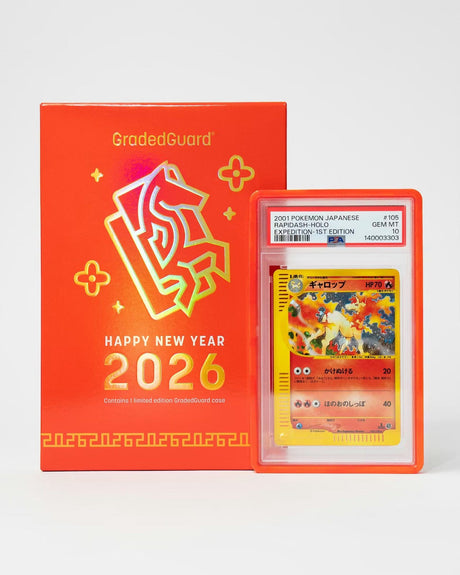 GradedGuard®
HAPPY NEW YEAR
2026
Contains 1 limited edition GradedGuard case
2001 POKEMON JAPANESE #105
RAPIDASH-HOLO GEM MT
EXPEDITION-1ST EDITION 10
PSA 140003303
ギャロップ HP70
かけぬける 20
ほのおのしっぽ 40